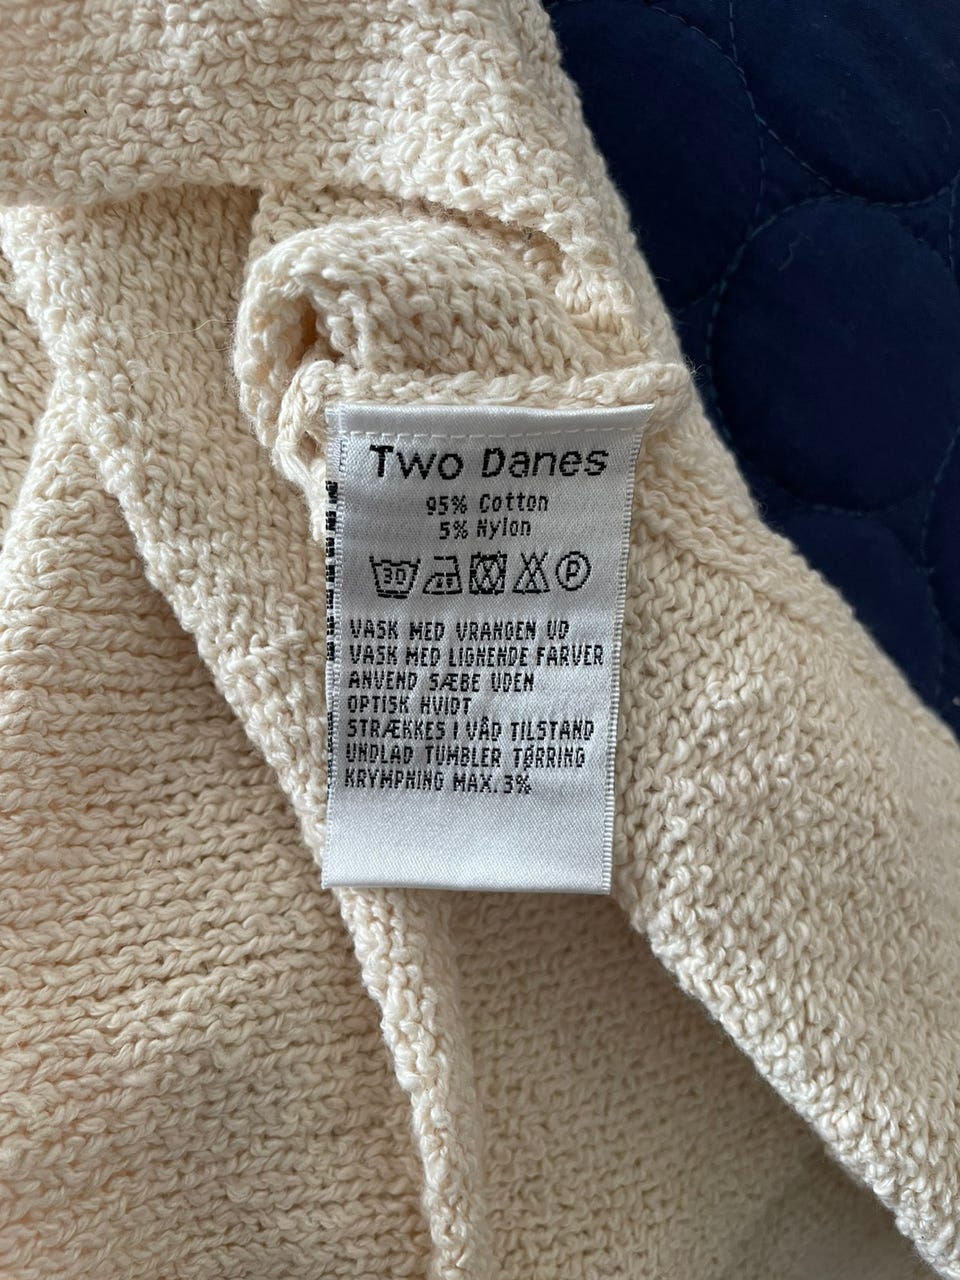 Two Danes
95% Cotton
5% Nylon
30
P
VASK MED VRANGEN UD
VASK MED LIGNENDE FARVER
ANVEND SÆBE UDEN
OPTISK HVIDT
STRÆKKES I VÅD TILSTAND
UNDLAD TUMBLER TØRRING
KRYMPNING MAX. 3%